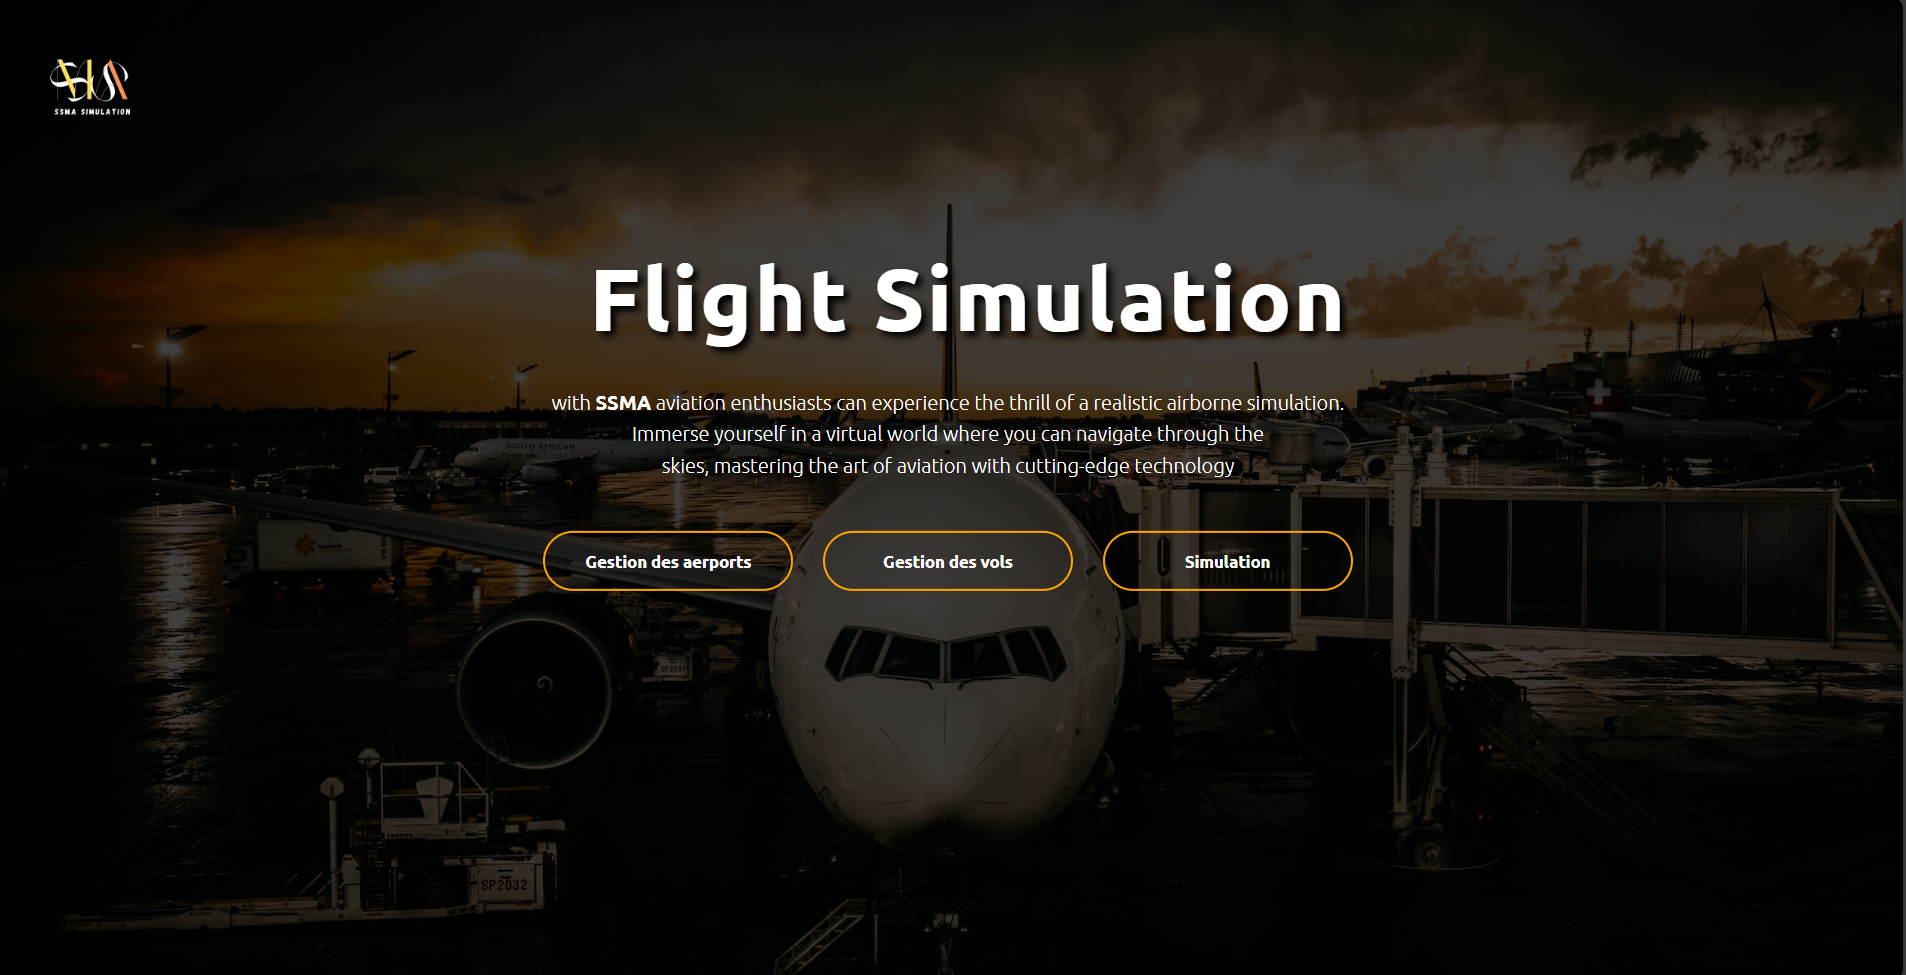 SSMA SIMULATION
Flight Simulation
with SSMA aviation enthusiasts can experience the thrill of a realistic airborne simulation.
Immerse yourself in a virtual world where you can navigate through the
skies, mastering the art of aviation with cutting-edge technology
SOUTH AFRICAN
Gestion des aerports
Gestion des vols
Simulation
SP2032